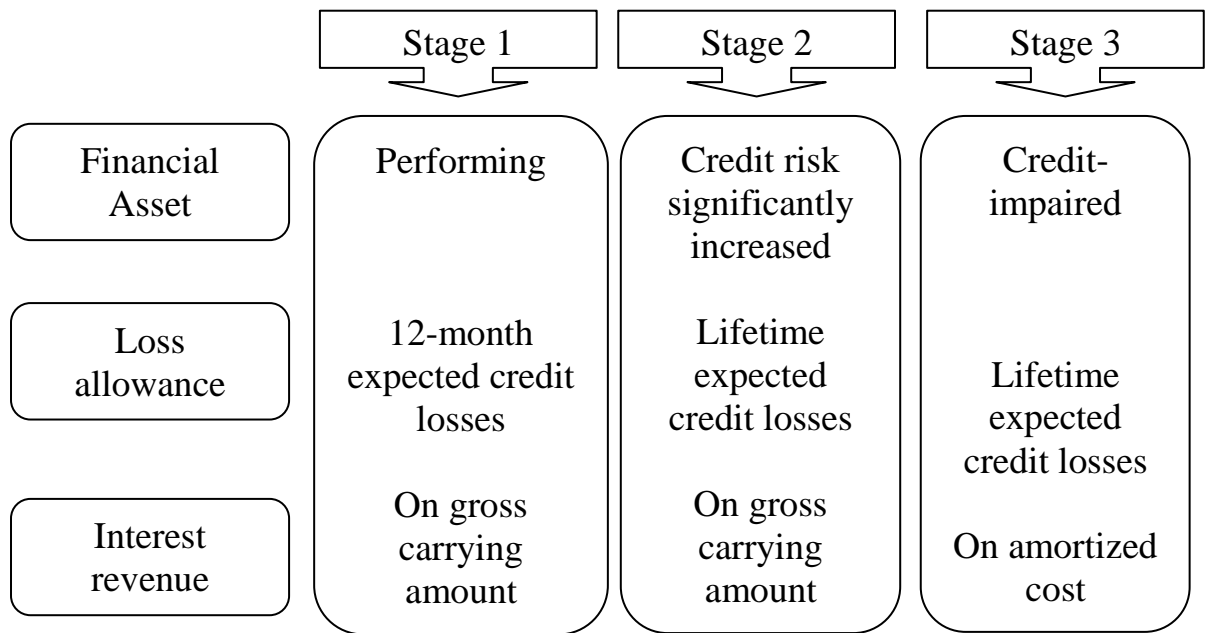 Stage 1
Stage 2
Stage 3
Financial
Asset
Performing
Credit risk
significantly
increased
Credit-
impaired
Loss
allowance
12-month
expected credit
losses
Lifetime
expected
credit losses
Lifetime
expected
credit losses
Interest
revenue
On gross
carrying
amount
On gross
carrying
amount
On amortized
cost